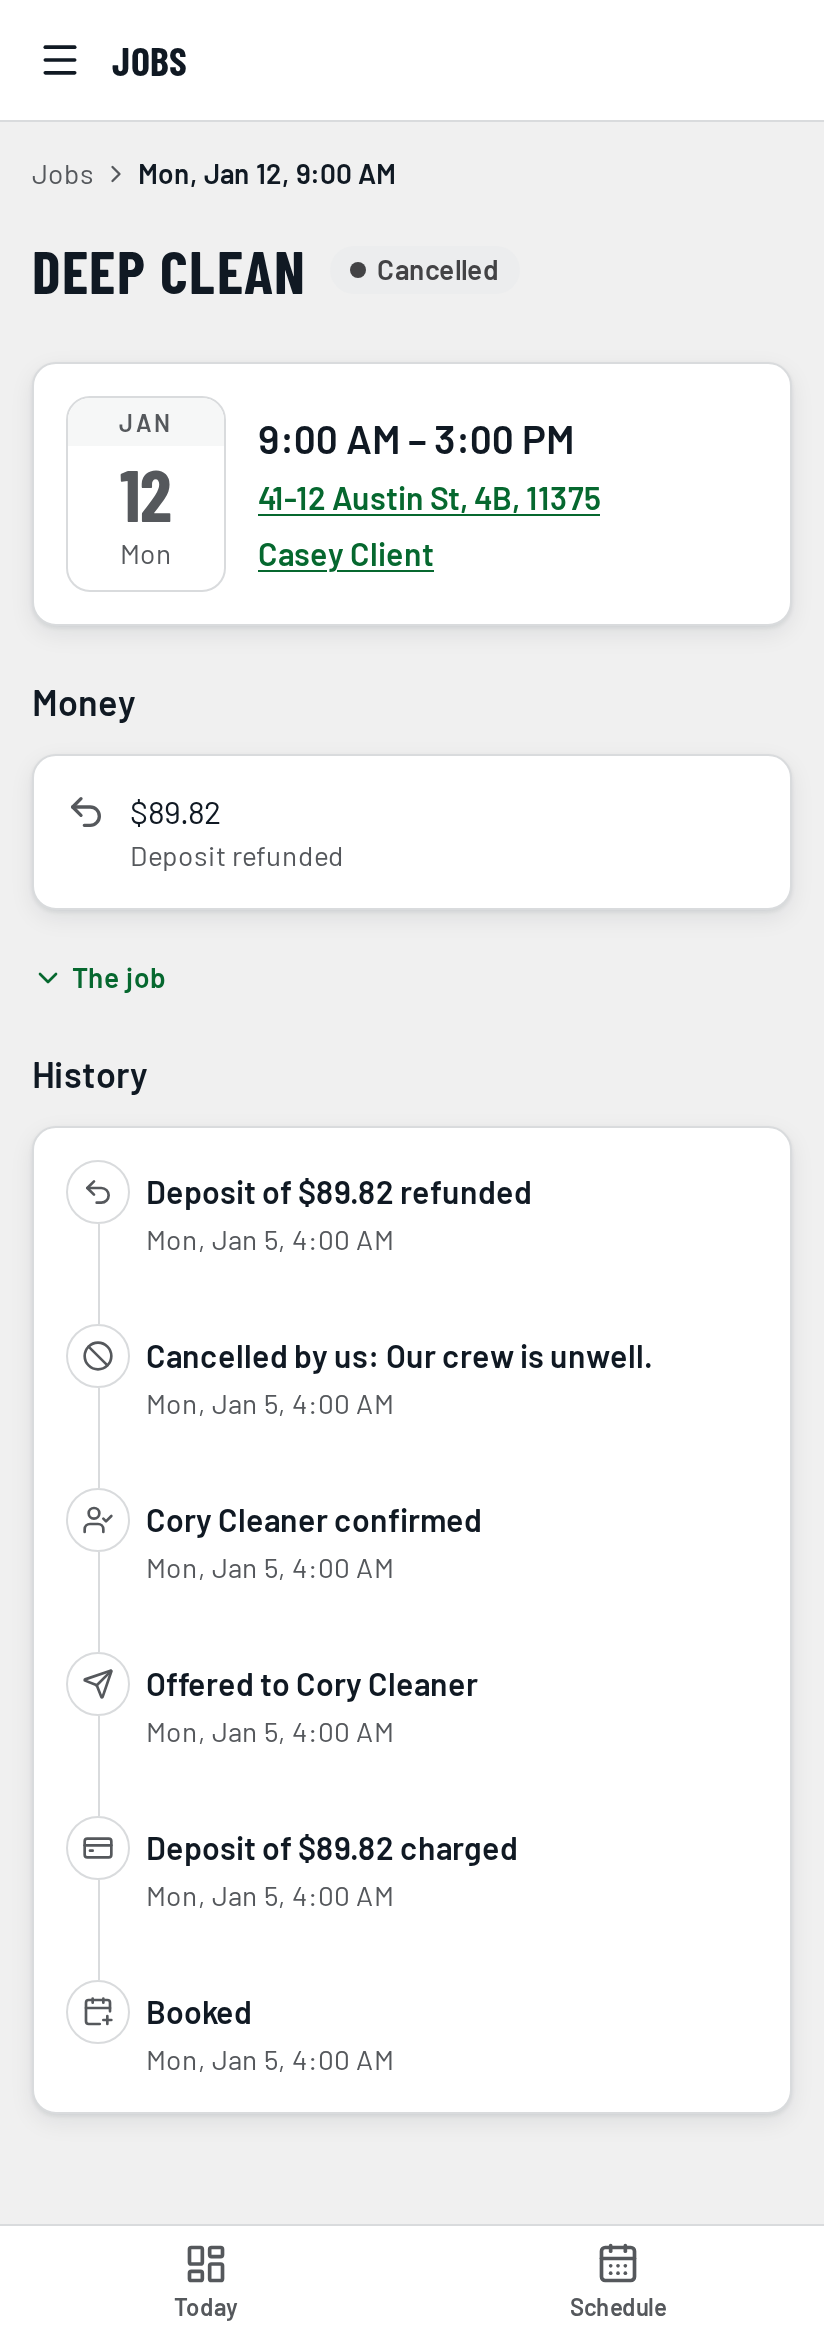 JOBS
Jobs > Mon, Jan 12, 9:00 AM
DEEP CLEAN
Cancelled
JAN
12
Mon
9:00 AM – 3:00 PM
41-12 Austin St, 4B, 11375
Casey Client
Money
$89.82
Deposit refunded
The job
History
Deposit of $89.82 refunded
Mon, Jan 5, 4:00 AM
Cancelled by us: Our crew is unwell.
Mon, Jan 5, 4:00 AM
Cory Cleaner confirmed
Mon, Jan 5, 4:00 AM
Offered to Cory Cleaner
Mon, Jan 5, 4:00 AM
Deposit of $89.82 charged
Mon, Jan 5, 4:00 AM
Booked
Mon, Jan 5, 4:00 AM
Today
Schedule